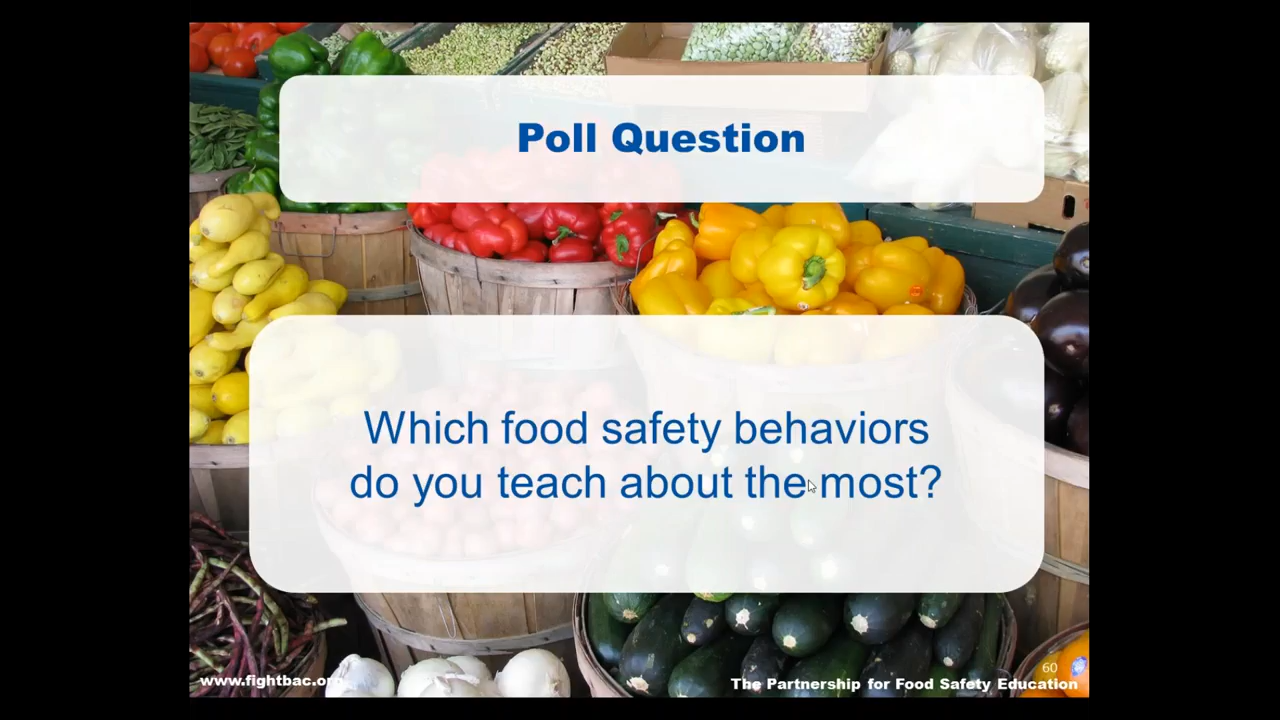 Poll Question
Which food safety behaviors
do you teach about the most?
60
www.fightbac.org
The Partnership for Food Safety Education